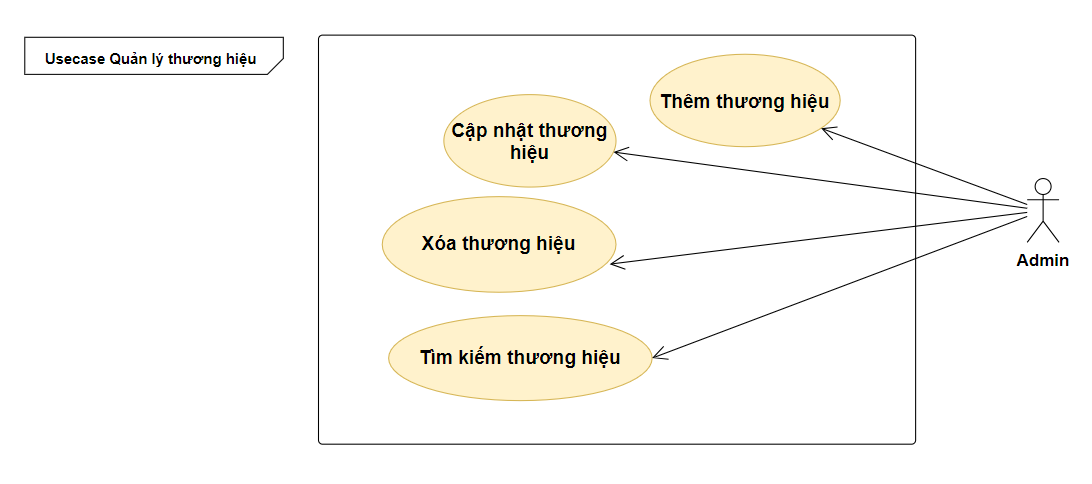 Usecase Quản lý thương hiệu
Thêm thương hiệu
Cập nhật thương
hiệu
Xóa thương hiệu
Tìm kiếm thương hiệu
Admin